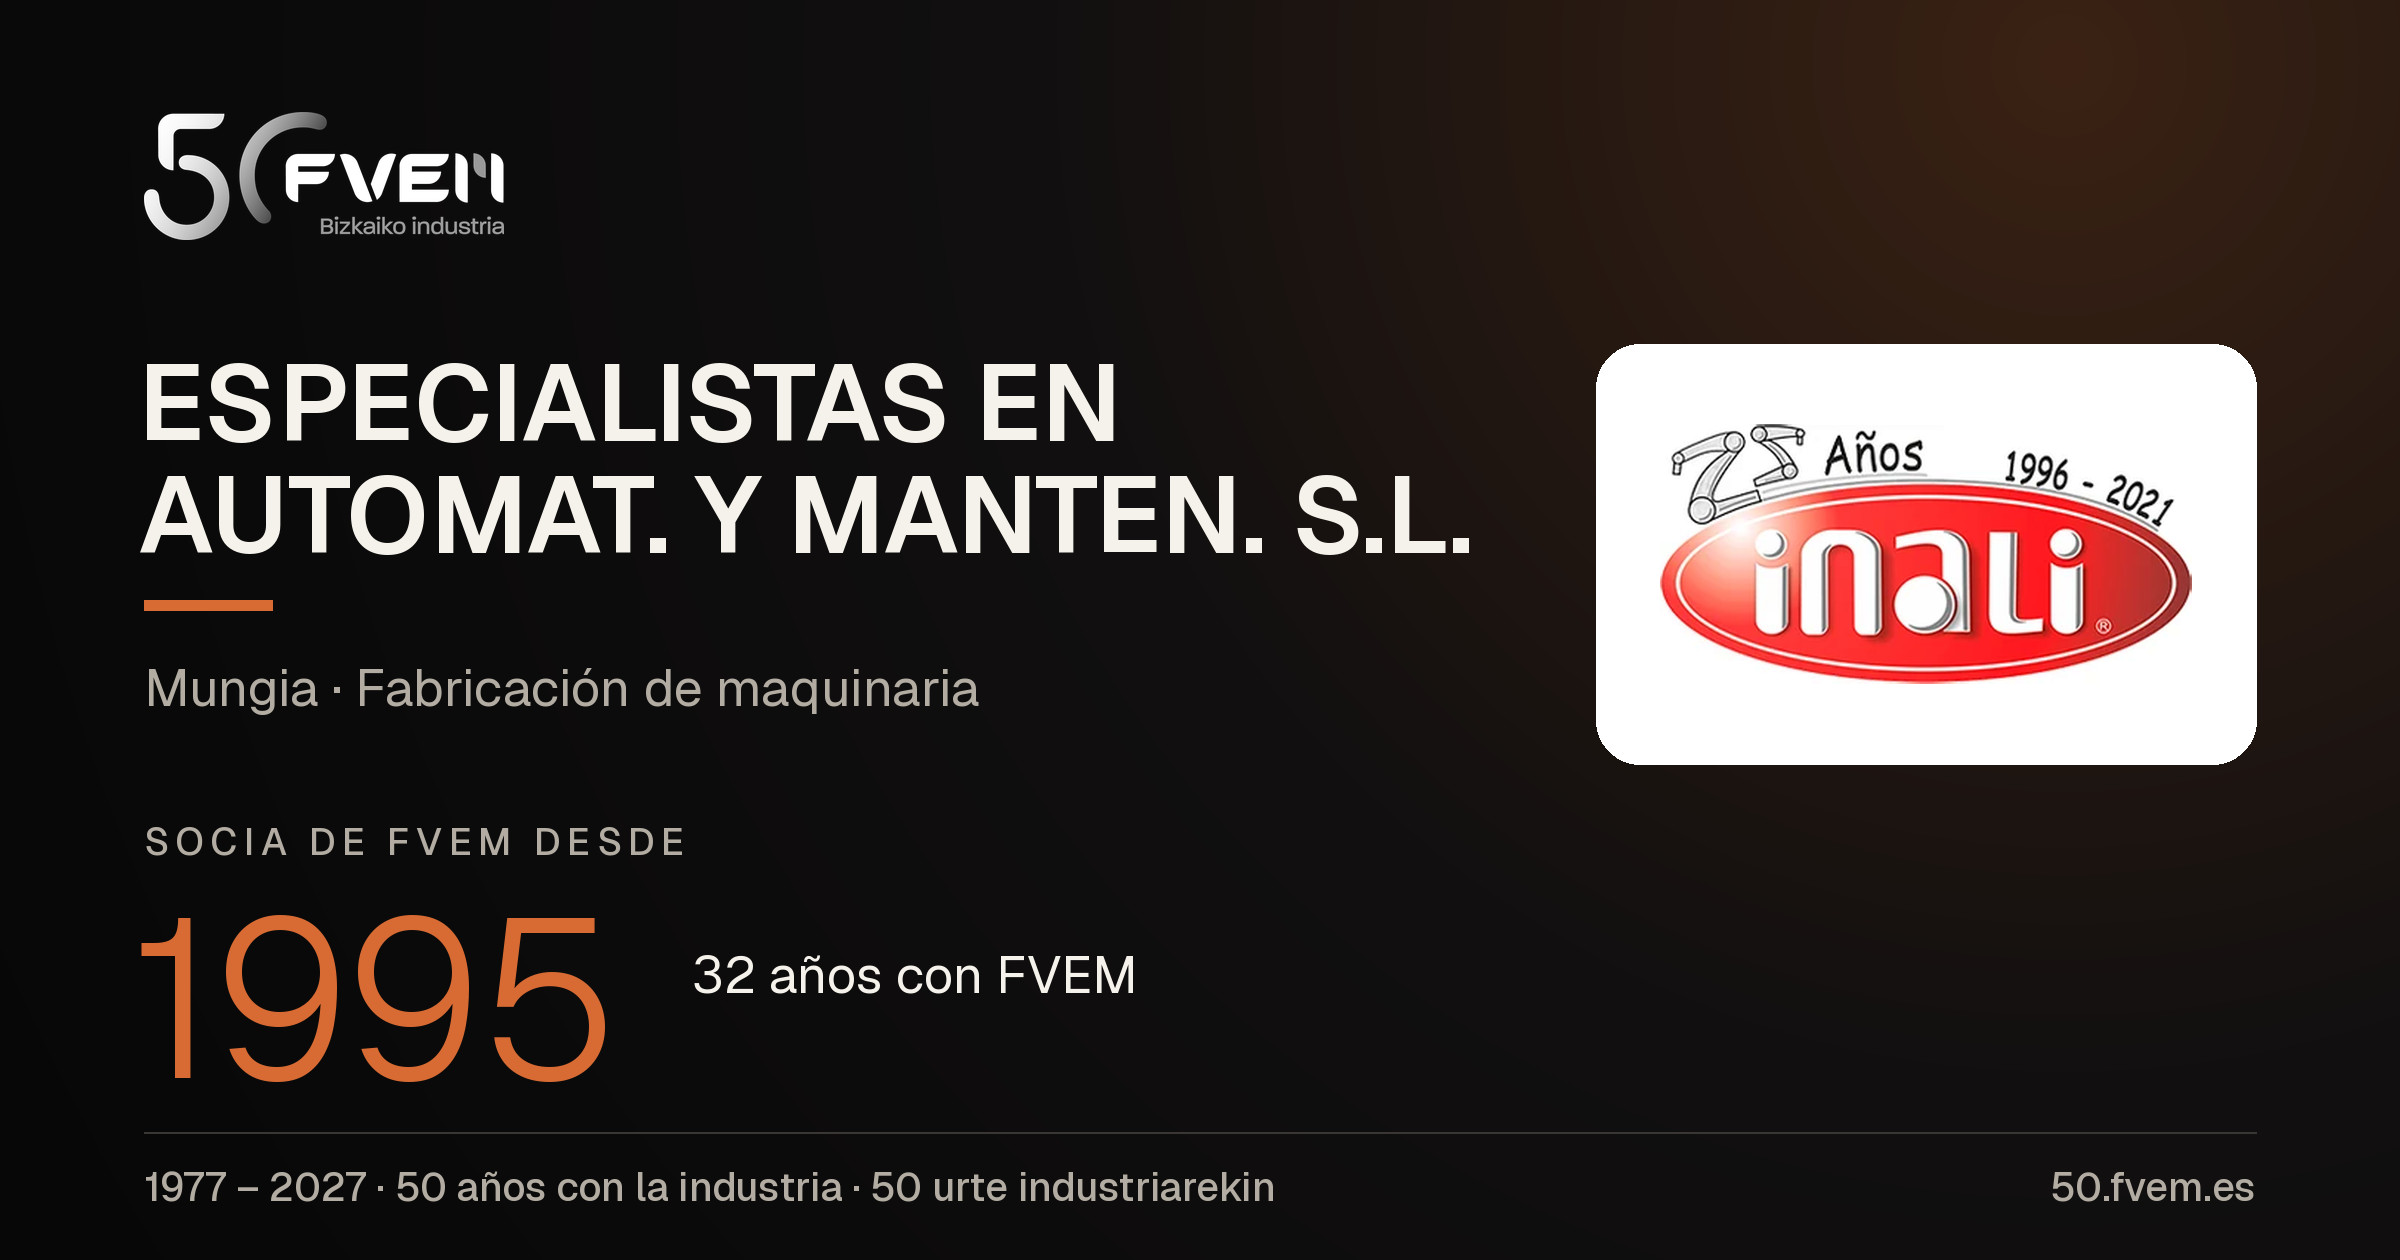 50 FVEM
Bizkaiko industria
ESPECIALISTAS EN
AUTOMAT. Y MANTEN. S.L.
Mungia · Fabricación de maquinaria
25 Años 1996 - 2021
inali ®
SOCIA DE FVEM DESDE
1995
32 años con FVEM
1977 – 2027 · 50 años con la industria · 50 urte industriarekin
50.fvem.es